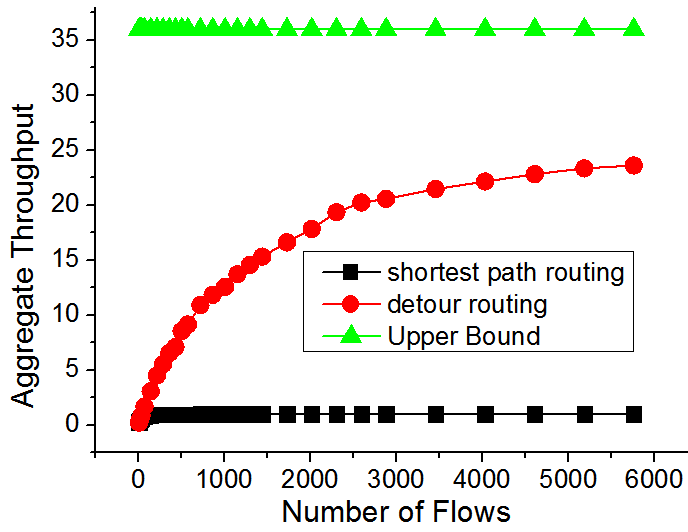 35
30
25
20
15
10
5
0
Aggregate Throughput
shortest path routing
detour routing
Upper Bound
0 1000 2000 3000 4000 5000 6000
Number of Flows